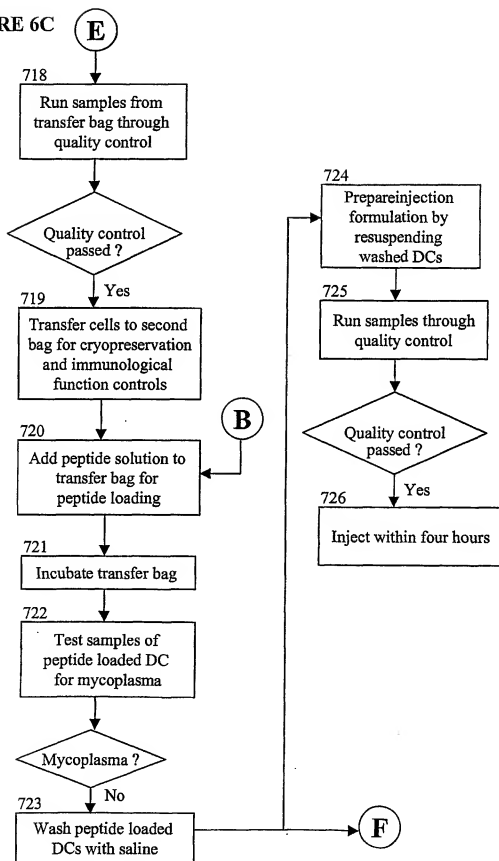 RE 6C
E
718
Run samples from
transfer bag through
quality control
Quality control
passed ?
Yes
719
Transfer cells to second
bag for cryopreservation
and immunological
function controls
B
720
Add peptide solution to
transfer bag for
peptide loading
721
Incubate transfer bag
722
Test samples of
peptide loaded DC
for mycoplasma
Mycoplasma ?
No
723
Wash peptide loaded
DCs with saline
F
724
Prepareinjection
formulation by
resuspending
washed DCs
725
Run samples through
quality control
Quality control
passed ?
Yes
726
Inject within four hours